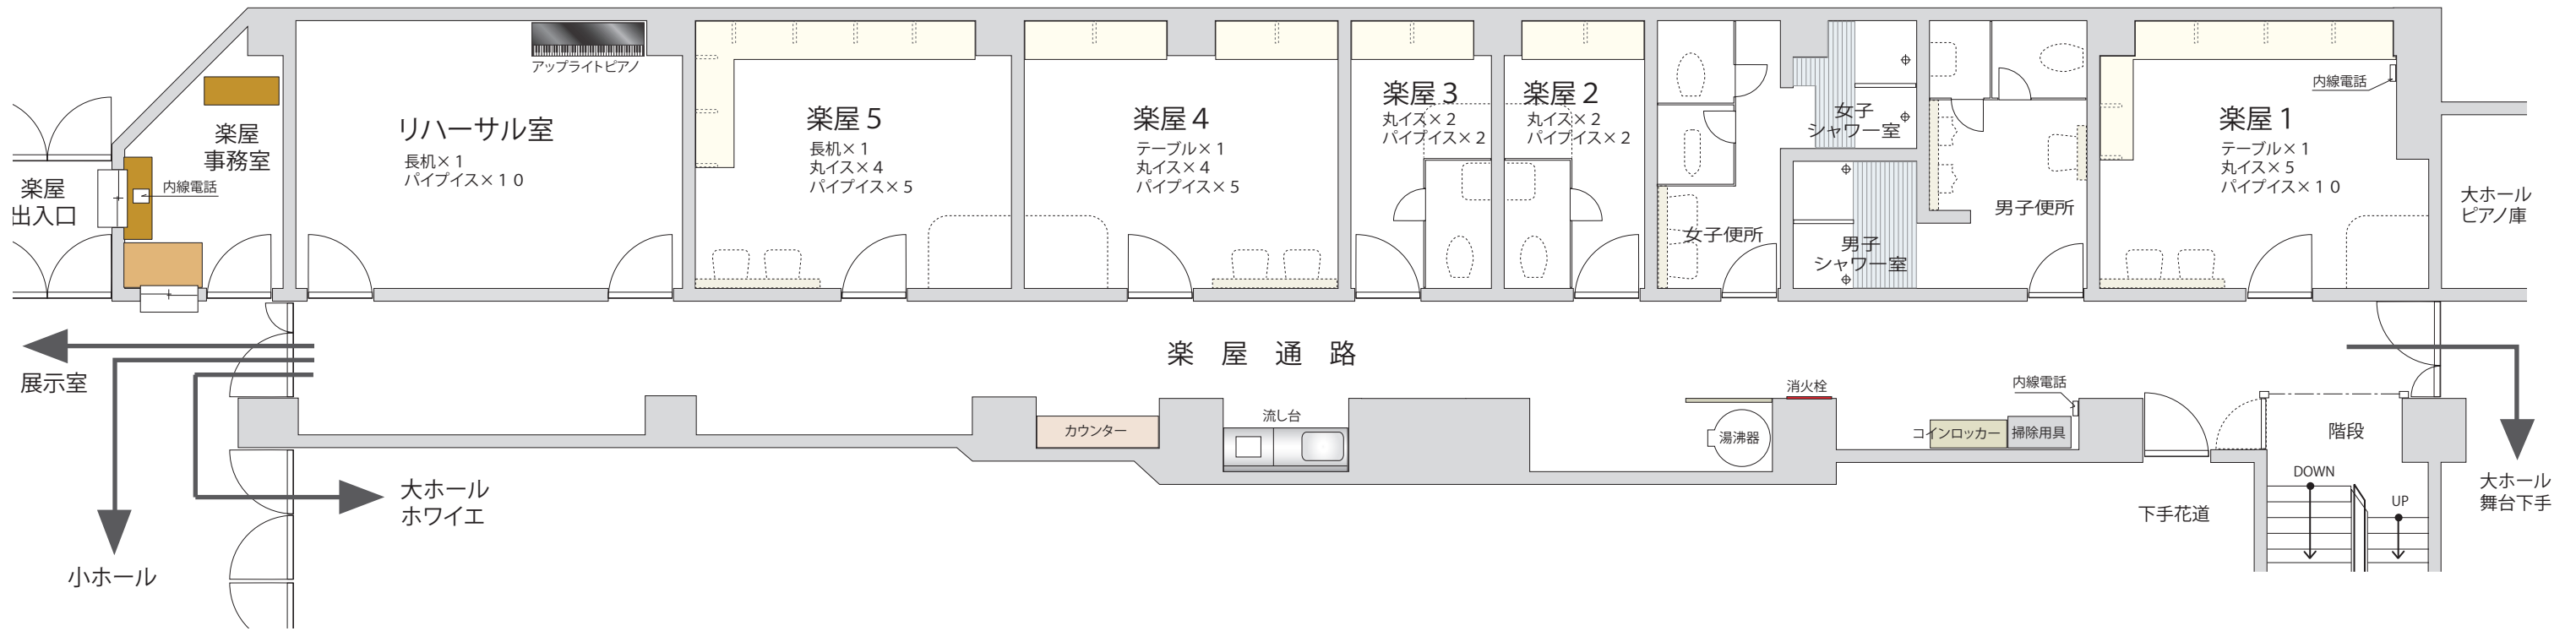 アップライトピアノ
楽屋
事務室
内線電話
楽屋
出入口
リハーサル室
長机×1
パイプイス×10
楽屋5
長机×1
丸イス×4
パイプイス×5
楽屋4
テーブル×1
丸イス×4
パイプイス×5
楽屋3
丸イス×2
パイプイス×2
楽屋2
丸イス×2
パイプイス×2
女子便所
女子
シャワー室
男子
シャワー室
男子便所
楽屋1
テーブル×1
丸イス×5
パイプイス×10
内線電話
大ホール
ピアノ庫
楽屋通路
展示室
小ホール
大ホール
ホワイエ
カウンター
流し台
湯沸器
消火栓
内線電話
コインロッカー
掃除用具
階段
DOWN
UP
下手花道
大ホール
舞台下手